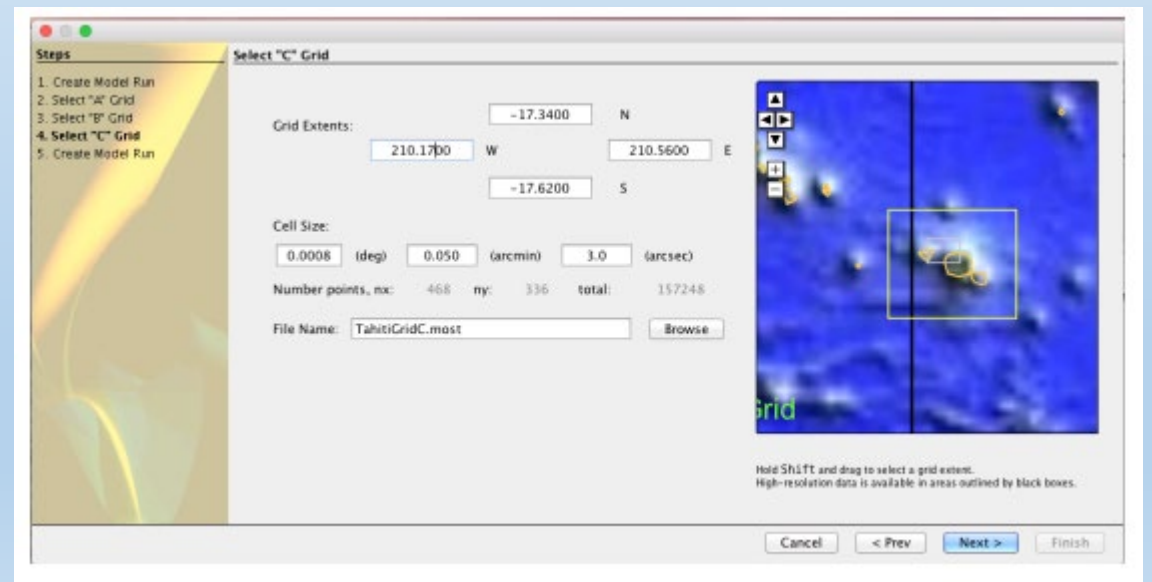 Steps
1. Create Model Run
2. Select "A" Grid
3. Select "B" Grid
4. Select "C" Grid
5. Create Model Run
Select "C" Grid
-17.3400 N
Grid Extents:
210.1700 W 210.5600 E
-17.6200 S
Cell Size:
0.0008 (deg) 0.050 (arcmin) 3.0 (arcsec)
Number points, nx: 468 ny: 336 total: 157248
File Name: TahitiGridC.most Browse
Grid
Hold Shift and drag to select a grid extent.
High-resolution data is available in areas outlined by black boxes.
Cancel < Prev Next > Finish